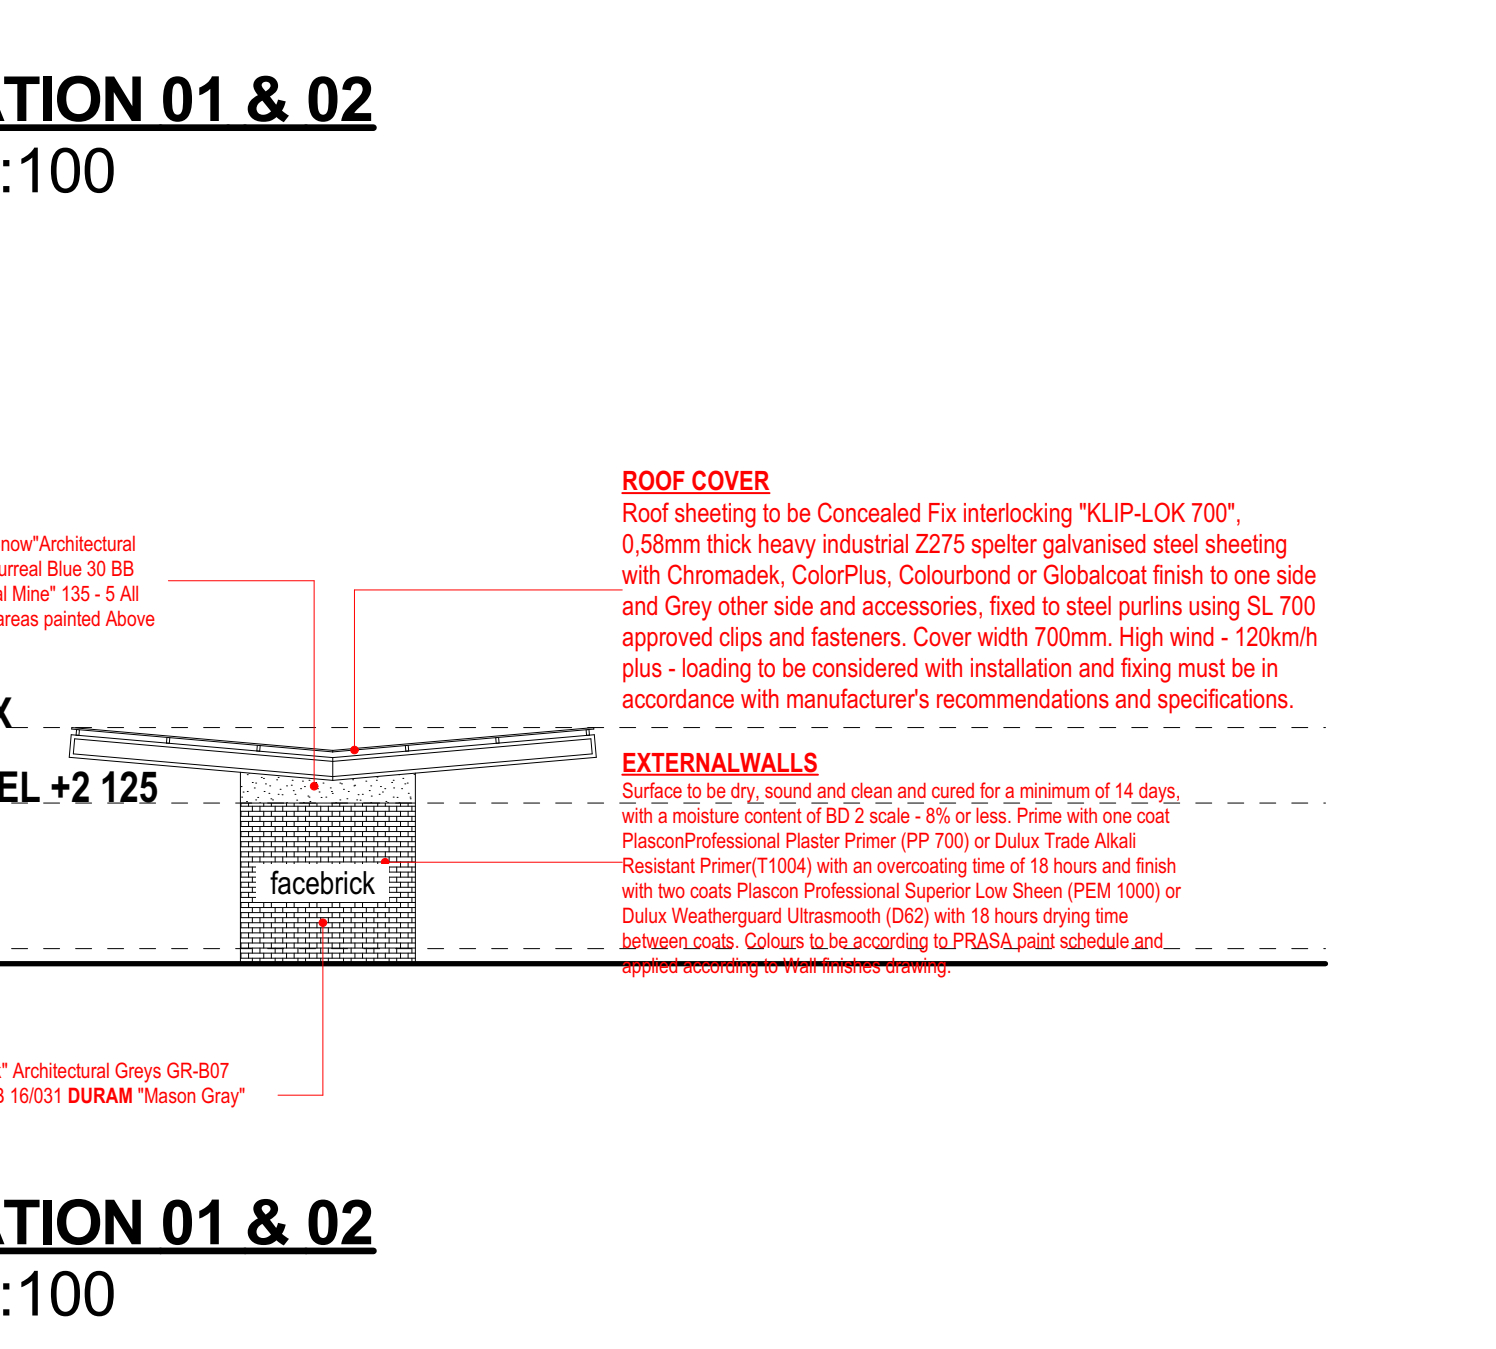 ATION 01 & 02
:100
ROOF COVER
Roof sheeting to be Concealed Fix interlocking "KLIP-LOK 700",
0,58mm thick heavy industrial Z275 spelter galvanised steel sheeting
with Chromadek, ColorPlus, Colourbond or Globalcoat finish to one side
and Grey other side and accessories, fixed to steel purlins using SL 700
approved clips and fasteners. Cover width 700mm. High wind - 120km/h
plus - loading to be considered with installation and fixing must be in
accordance with manufacturer's recommendations and specifications.
now"Architectural
urreal Blue 30 BB
al Mine" 135 - 5 All
areas painted Above
X
EL +2 125
EXTERNALWALLS
Surface to be dry, sound and clean and cured for a minimum of 14 days,
with a moisture content of BD 2 scale - 8% or less. Prime with one coat
PlasconProfessional Plaster Primer (PP 700) or Dulux Trade Alkali
Resistant Primer(T1004) with an overcoating time of 18 hours and finish
with two coats Plascon Professional Superior Low Sheen (PEM 1000) or
Dulux Weatherguard Ultrasmooth (D62) with 18 hours drying time
between coats. Colours to be according to PRASA paint schedule and
applied according to Wall finishes drawing.
facebrick
" Architectural Greys GR-B07
16/031 DURAM "Mason Gray"
ATION 01 & 02
:100